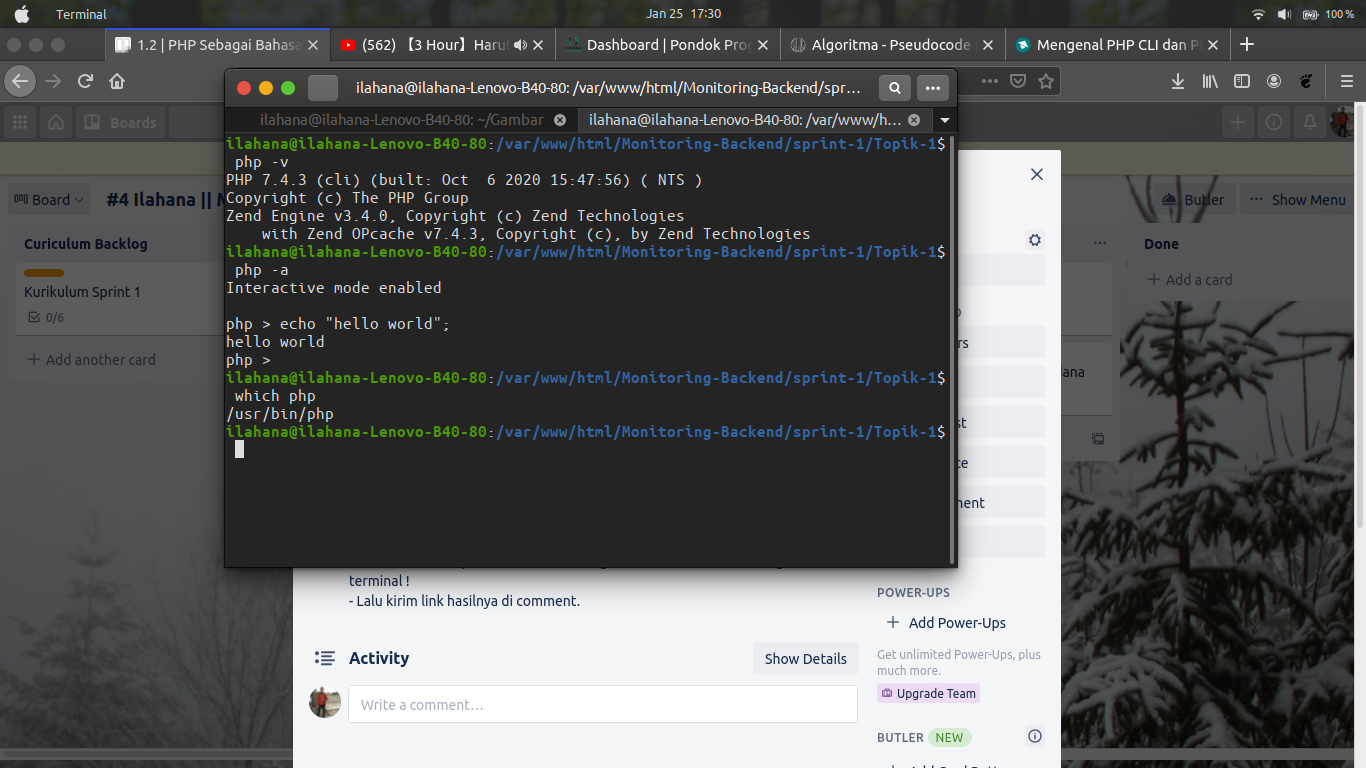 Terminal
Jan 25 17:30
100 %
1.2 | PHP Sebagai Bahasa
(562) 【3 Hour】Haru
Dashboard | Pondok Pro
Algoritma - Pseudocode
Mengenal PHP CLI dan P
ilahana@ilahana-Lenovo-B40-80: /var/www/html/Monitoring-Backend/spr…
ilahana@ilahana-Lenovo-B40-80: ~/Gambar
ilahana@ilahana-Lenovo-B40-80: /var/www/h…
Boards
Board
#4 Ilahana ||
Butler
Show Menu
Curiculum Backlog
Kurikulum Sprint 1
0/6
Add another card
Done
Add a card
ilahana@ilahana-Lenovo-B40-80:/var/www/html/Monitoring-Backend/sprint-1/Topik-1$
php -v
PHP 7.4.3 (cli) (built: Oct  6 2020 15:47:56) ( NTS )
Copyright (c) The PHP Group
Zend Engine v3.4.0, Copyright (c) Zend Technologies
    with Zend OPcache v7.4.3, Copyright (c), by Zend Technologies
ilahana@ilahana-Lenovo-B40-80:/var/www/html/Monitoring-Backend/sprint-1/Topik-1$
php -a
Interactive mode enabled
php > echo "hello world";
hello world
php >
ilahana@ilahana-Lenovo-B40-80:/var/www/html/Monitoring-Backend/sprint-1/Topik-1$
which php
/usr/bin/php
ilahana@ilahana-Lenovo-B40-80:/var/www/html/Monitoring-Backend/sprint-1/Topik-1$
terminal !
- Lalu kirim link hasilnya di comment.
Activity
Show Details
Write a comment…
POWER-UPS
Add Power-Ups
Get unlimited Power-Ups, plus
much more.
Upgrade Team
BUTLER NEW